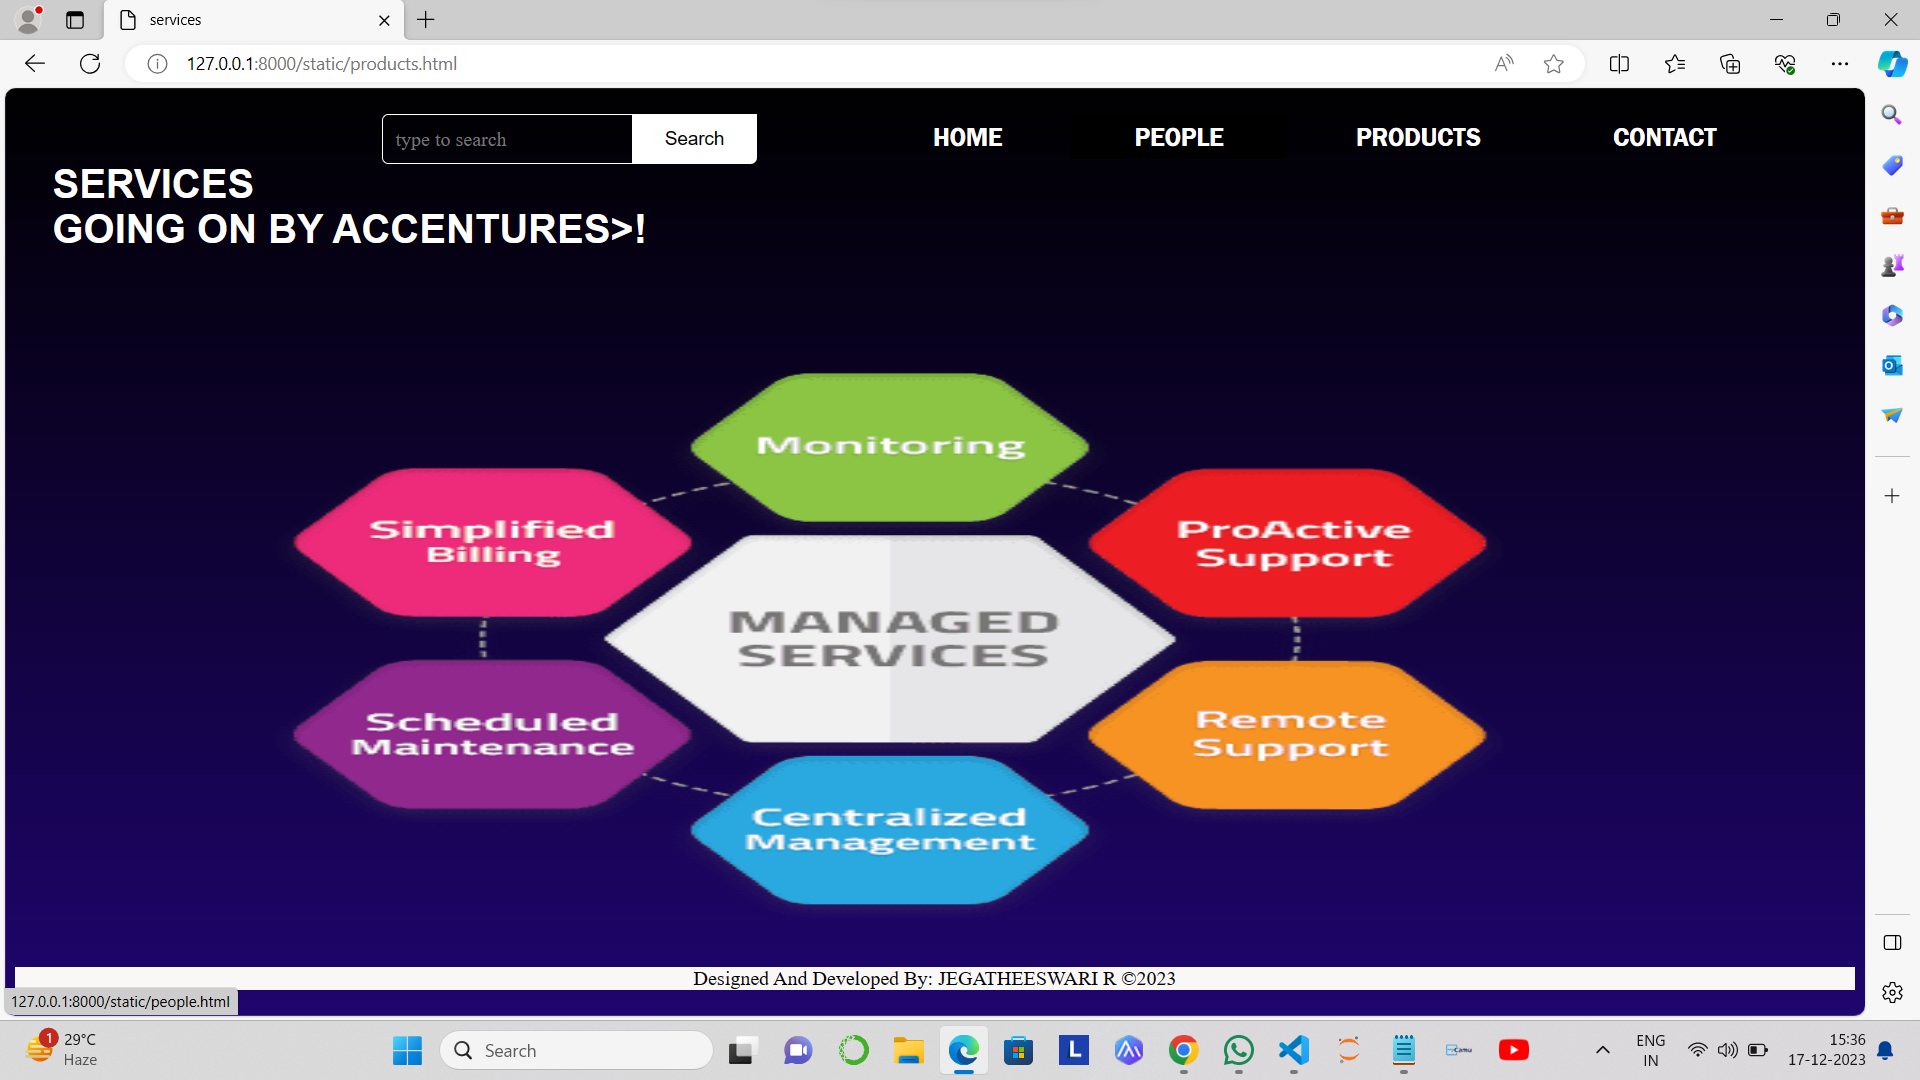 services
127.0.0.1:8000/static/products.html
type to search
Search
HOME
PEOPLE
PRODUCTS
CONTACT
SERVICES
GOING ON BY ACCENTURES>!
Monitoring
Simplified
Billing
ProActive
Support
MANAGED
SERVICES
Scheduled
Maintenance
Remote
Support
Centralized
Management
Designed And Developed By: JEGATHEESWARI R ©2023
127.0.0.1:8000/static/people.html
1
29°C
Haze
Search
L
Camu
ENG
IN
15:36
17-12-2023